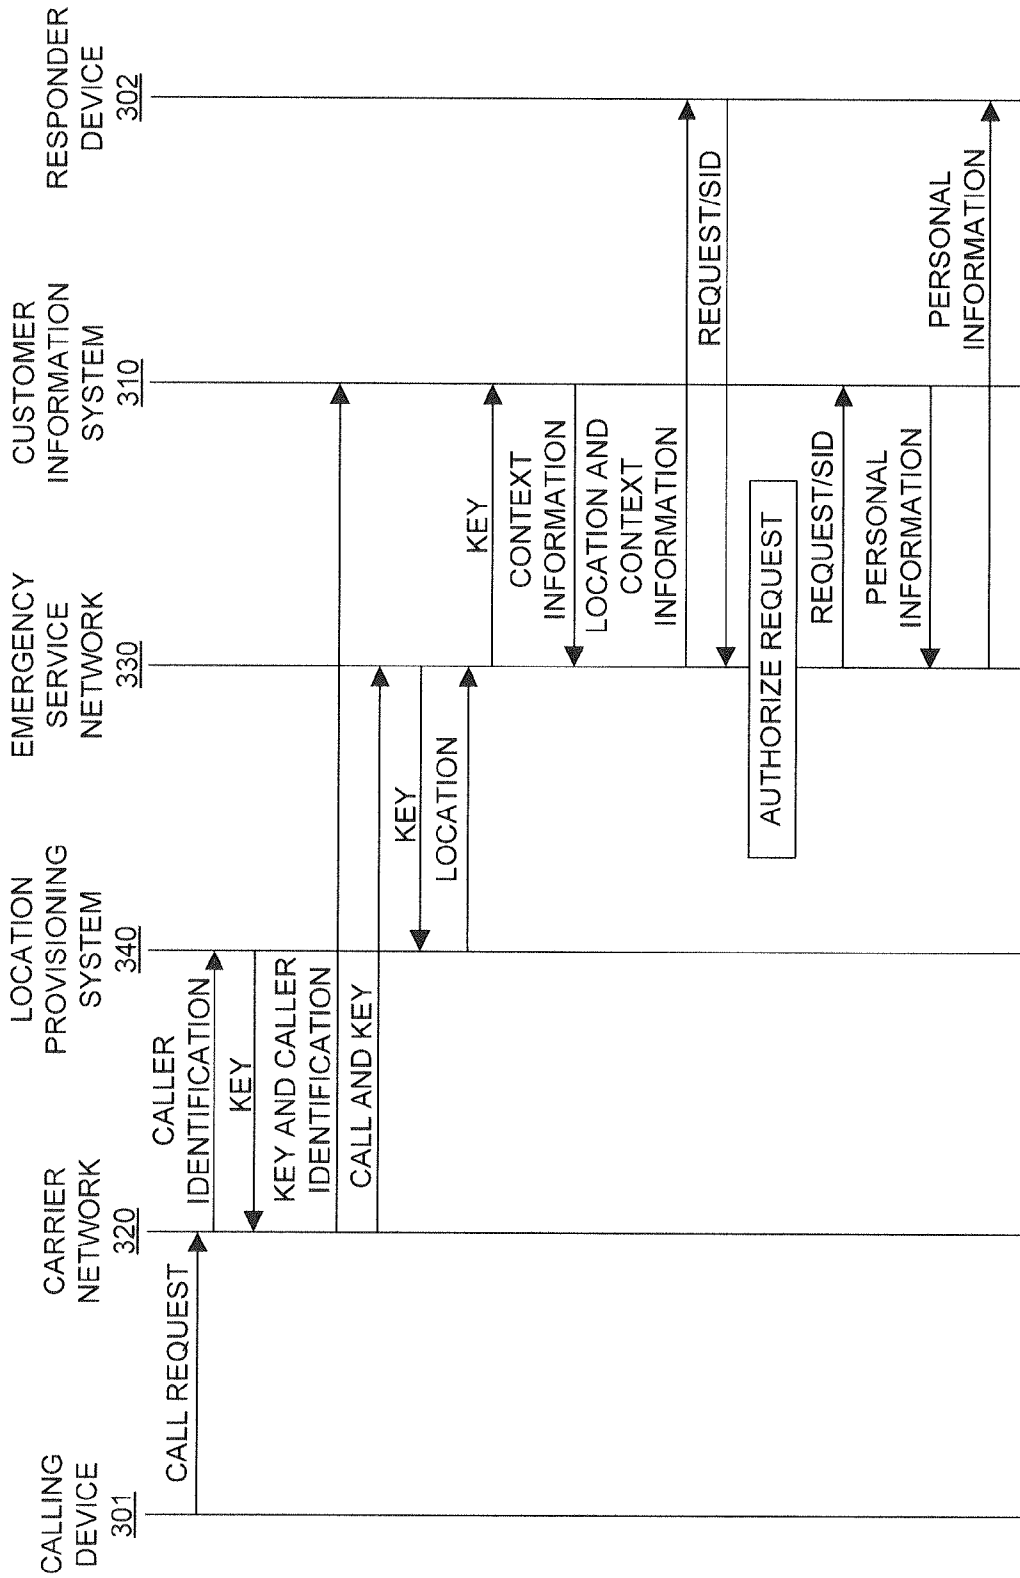 CALLING
DEVICE
301
CARRIER
NETWORK
320
LOCATION
PROVISIONING
SYSTEM
340
EMERGENCY
SERVICE
NETWORK
330
CUSTOMER
INFORMATION
SYSTEM
310
RESPONDER
DEVICE
302
CALL REQUEST
CALLER
IDENTIFICATION
KEY
KEY AND CALLER
IDENTIFICATION
CALL AND KEY
KEY
LOCATION
KEY
CONTEXT
INFORMATION
LOCATION AND
CONTEXT
INFORMATION
REQUEST/SID
AUTHORIZE REQUEST
REQUEST/SID
PERSONAL
INFORMATION
PERSONAL
INFORMATION